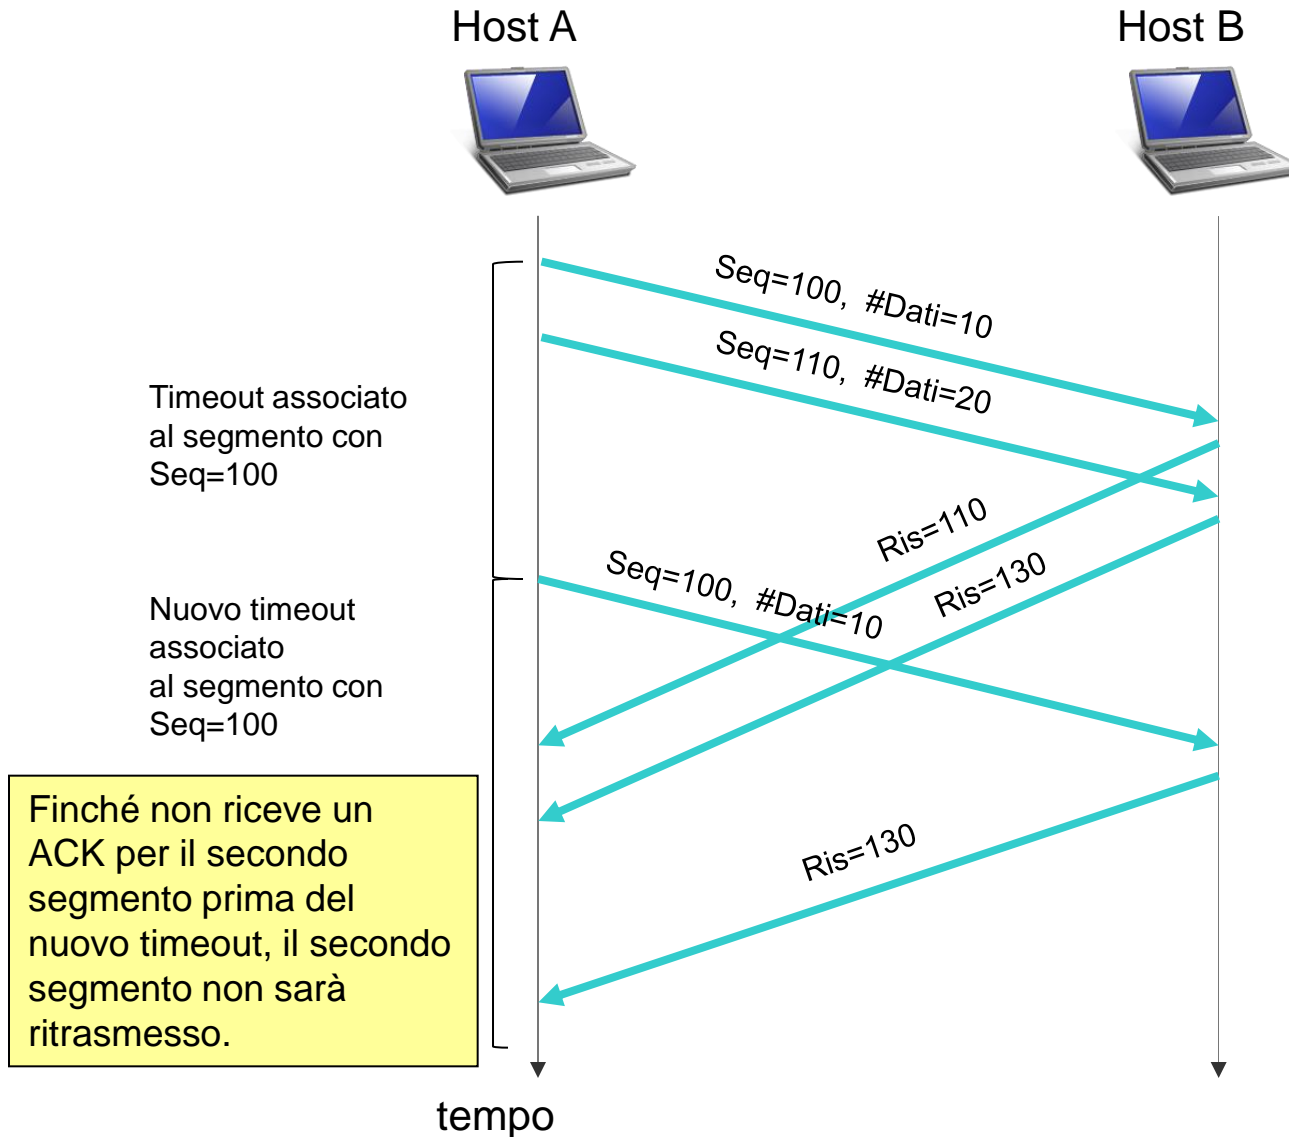 Host A
Host B
Seq=100, #Dati=10
Seq=110, #Dati=20
Timeout associato
al segmento con
Seq=100
Ris=110
Ris=130
Seq=100, #Dati=10
Nuovo timeout
associato
al segmento con
Seq=100
Finché non riceve un
ACK per il secondo
segmento prima del
nuovo timeout, il secondo
segmento non sarà
ritrasmesso.
Ris=130
tempo